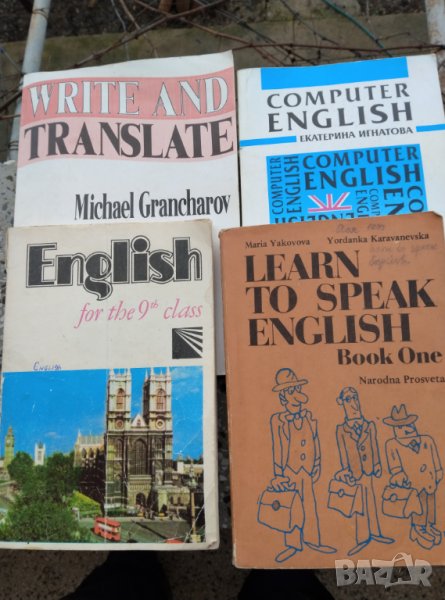 WRITE AND
TRANSLATE
Michael Grancharov
COMPUTER
ENGLISH
ЕКАТЕРИНА ИГНАТОВА
COMPUTER
ENGLISH
English
for the 9th class
ENGLISH
Maria Yakovova Yordanka Karavanevska
LEARN
TO SPEAK
ENGLISH
Book One
Narodna Prosveta
BAZAR